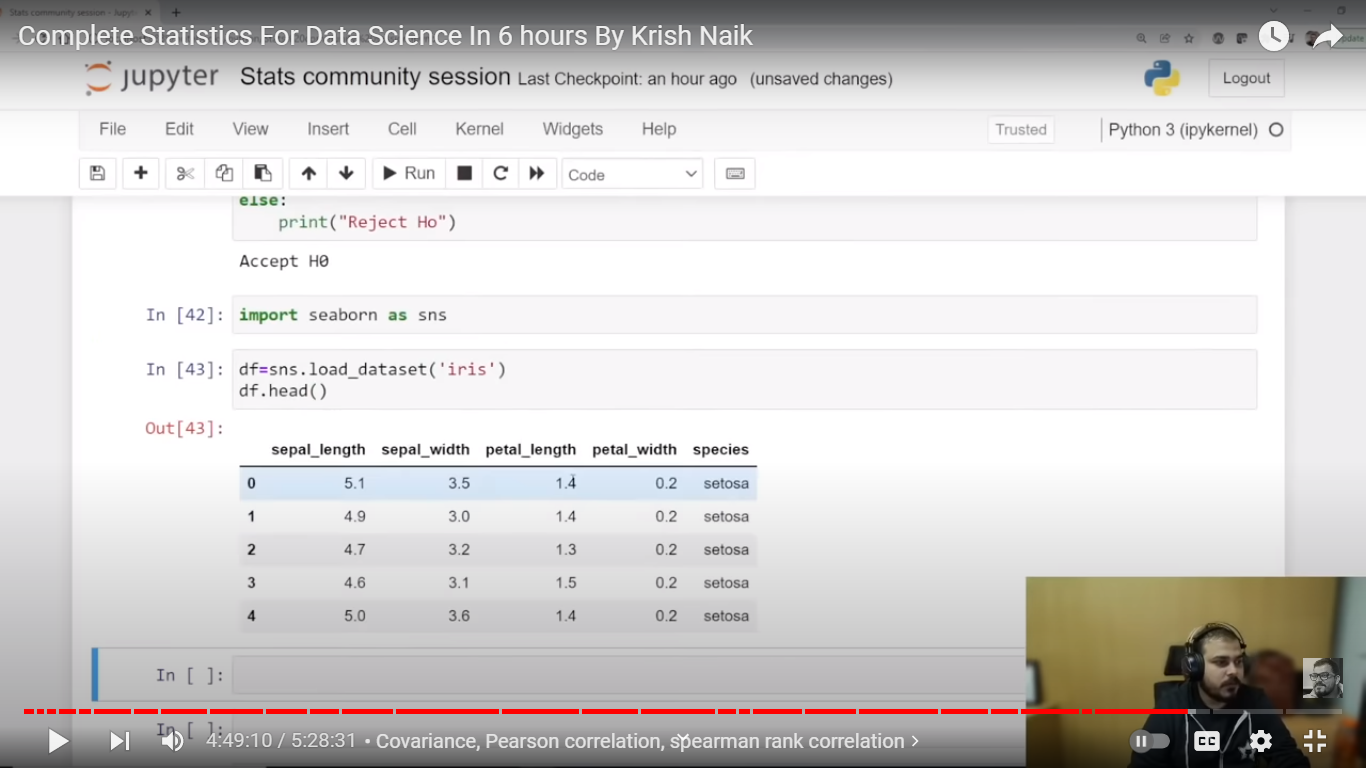 Stats community session - Jupyt
Complete Statistics For Data Science In 6 hours By Krish Naik
jupyter Stats community session Last Checkpoint: an hour ago (unsaved changes)
Logout
File Edit View Insert Cell Kernel Widgets Help
Trusted
Python 3 (ipykernel)
Run
Code
else:
print("Reject Ho")
Accept H0
In [42]: import seaborn as sns
In [43]: df=sns.load_dataset('iris')
df.head()
Out[43]:
sepal_length sepal_width petal_length petal_width species
0 5.1 3.5 1.4 0.2 setosa
1 4.9 3.0 1.4 0.2 setosa
2 4.7 3.2 1.3 0.2 setosa
3 4.6 3.1 1.5 0.2 setosa
4 5.0 3.6 1.4 0.2 setosa
In [ ]:
In [ ]:
4:49:10 / 5:28:31 • Covariance, Pearson correlation, spearman rank correlation
CC